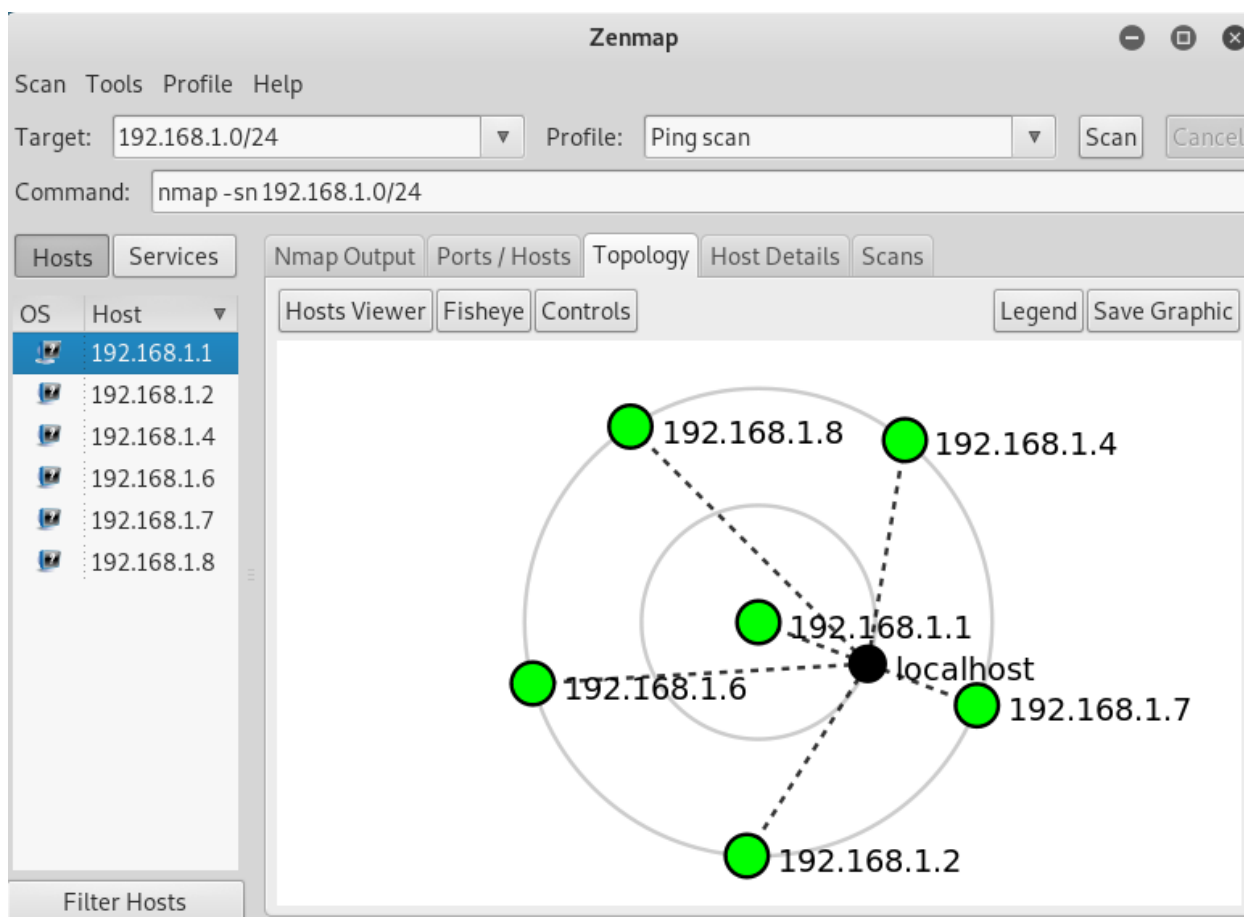 Zenmap
Scan Tools Profile Help
Target: 192.168.1.0/24 Profile: Ping scan Scan Cancel
Command: nmap -sn 192.168.1.0/24
Hosts Services
Nmap Output Ports / Hosts Topology Host Details Scans
Hosts Viewer Fisheye Controls Legend Save Graphic
OS Host
192.168.1.1
192.168.1.2
192.168.1.4
192.168.1.6
192.168.1.7
192.168.1.8
192.168.1.8
192.168.1.4
192.168.1.1
localhost
192.168.1.6
192.168.1.7
192.168.1.2
Filter Hosts